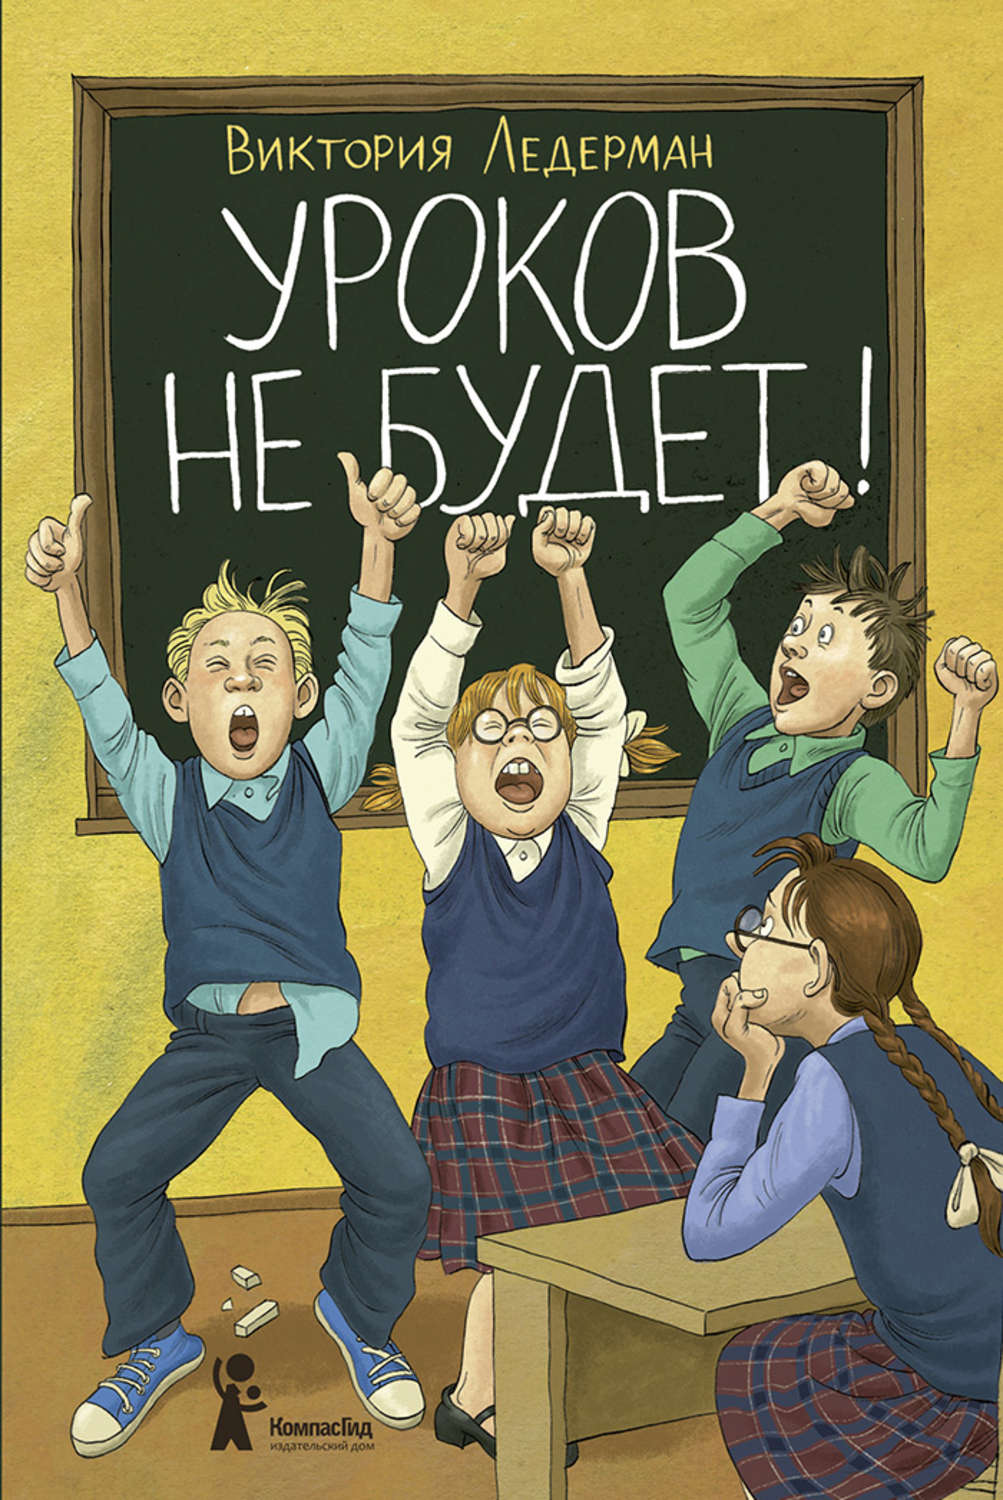 Виктория Ледерман
УРОКОВ
НЕ БУДЕТ!
КомпасГид
издательский дом